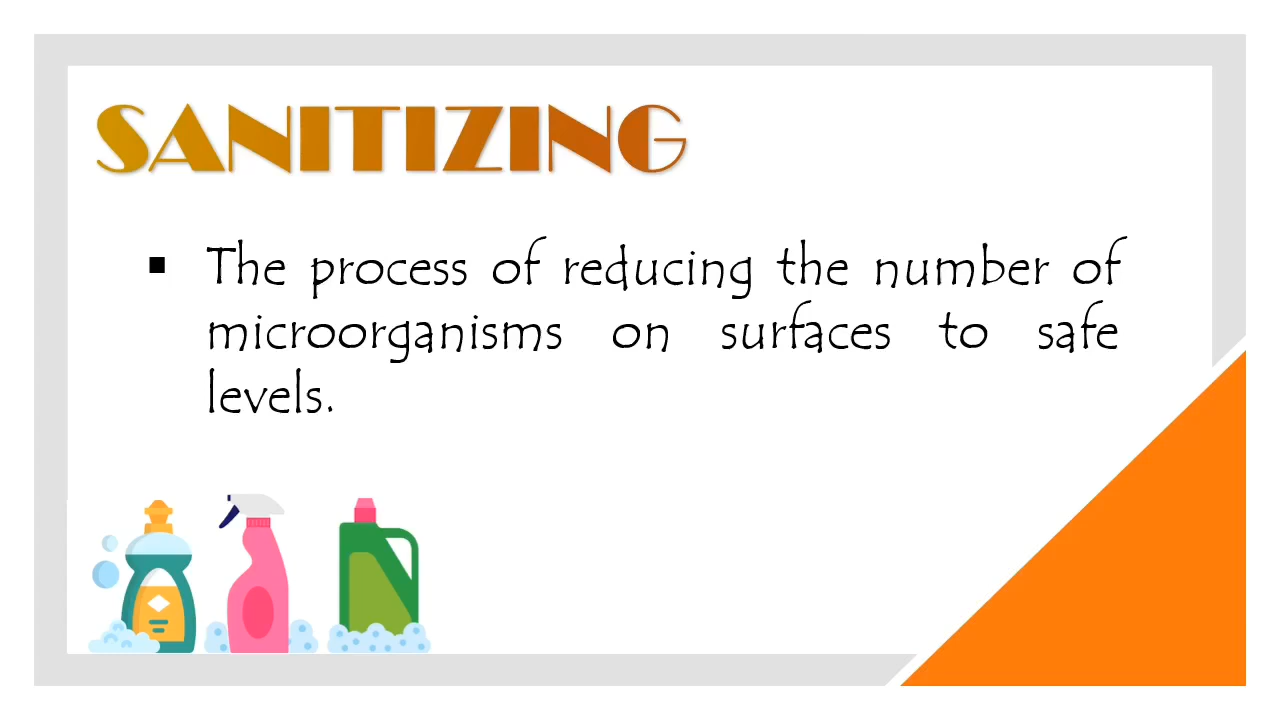 SANITIZING
▪ The process of reducing the number of
microorganisms on surfaces to safe
levels.